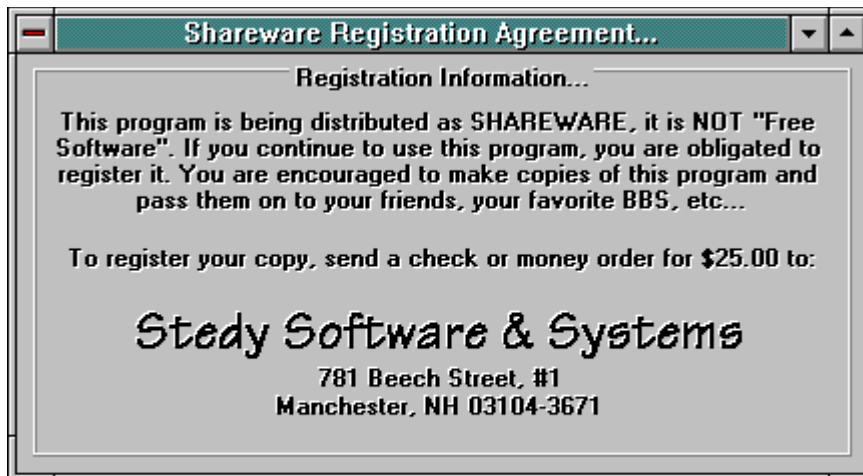 Shareware Registration Agreement...
Registration Information...
This program is being distributed as SHAREWARE, it is NOT "Free
Software". If you continue to use this program, you are obligated to
register it. You are encouraged to make copies of this program and
pass them on to your friends, your favorite BBS, etc...
To register your copy, send a check or money order for $25.00 to:
Stedy Software & Systems
781 Beech Street, #1
Manchester, NH 03104-3671